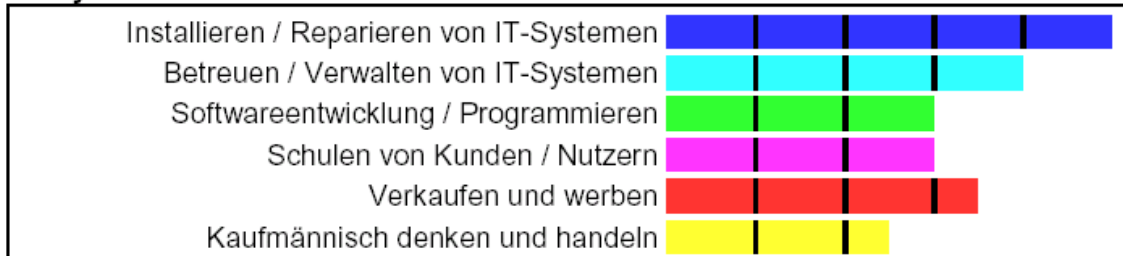 Installieren / Reparieren von IT-Systemen
Betreuen / Verwalten von IT-Systemen
Softwareentwicklung / Programmieren
Schulen von Kunden / Nutzern
Verkaufen und werben
Kaufmännisch denken und handeln